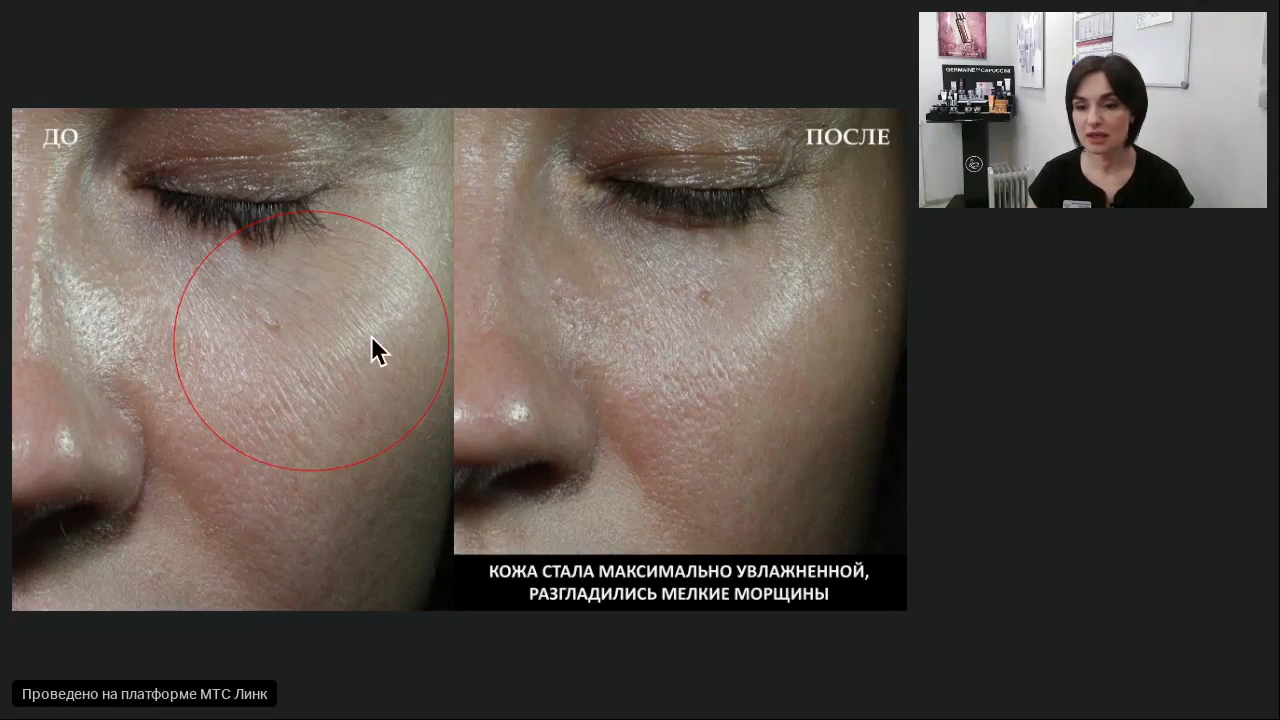 ДО
ПОСЛЕ
КОЖА СТАЛА МАКСИМАЛЬНО УВЛАЖНЕННОЙ,
РАЗГЛАДИЛИСЬ МЕЛКИЕ МОРЩИНЫ
GERMAINE DE CAPUCCINI
Проведено на платформе МТС Линк